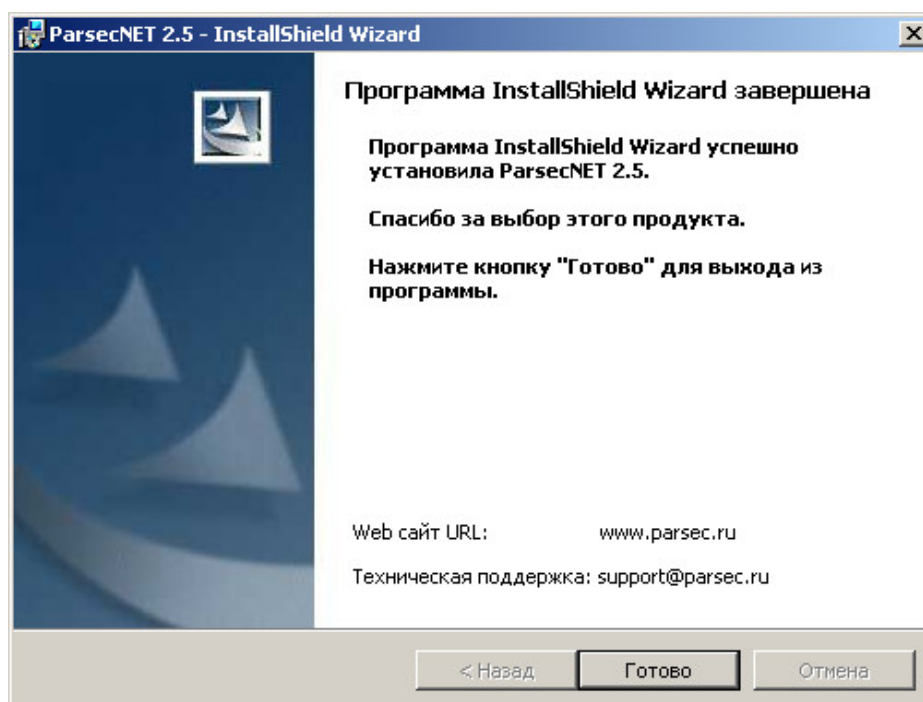 ParsecNET 2.5 - InstallShield Wizard
Программа InstallShield Wizard завершена
Программа InstallShield Wizard успешно
установила ParsecNET 2.5.
Спасибо за выбор этого продукта.
Нажмите кнопку "Готово" для выхода из
программы.
Web сайт URL: www.parsec.ru
Техническая поддержка: support@parsec.ru
< Назад Готово Отмена